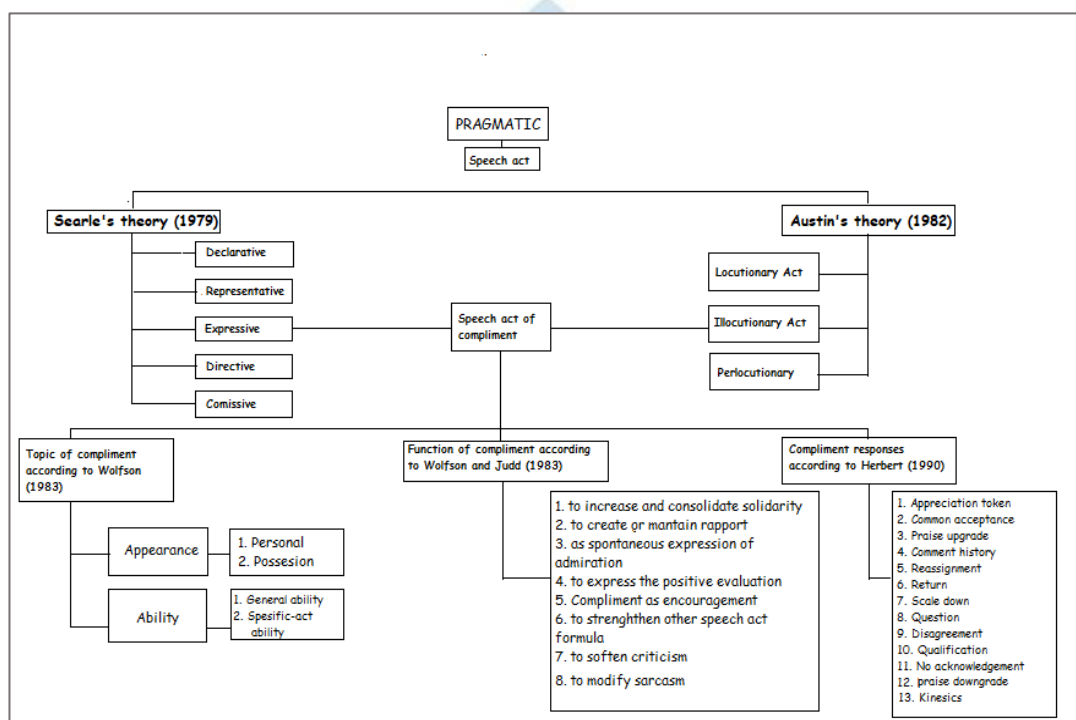 PRAGMATIC
Speech act
Searle's theory (1979)
Declarative
Representative
Expressive
Directive
Comissive
Speech act of
compliment
Austin's theory (1982)
Locutionary Act
Illocutionary Act
Perlocutionary
Topic of compliment
according to Wolfson
(1983)
Appearance
1. Personal
2. Possesion
Ability
1. General ability
2. Spesific-act
ability
Function of compliment according
to Wolfson and Judd (1983)
1. to increase and consolidate solidarity
2. to create or mantain rapport
3. as spontaneous expression of
admiration
4. to express the positive evaluation
5. Compliment as encouragement
6. to strenghthen other speech act
formula
7. to soften criticism
8. to modify sarcasm
Compliment responses
according to Herbert (1990)
1. Appreciation token
2. Common acceptance
3. Praise upgrade
4. Comment history
5. Reassignment
6. Return
7. Scale down
8. Question
9. Disagreement
10. Qualification
11. No acknowledgement
12. praise downgrade
13. Kinesics